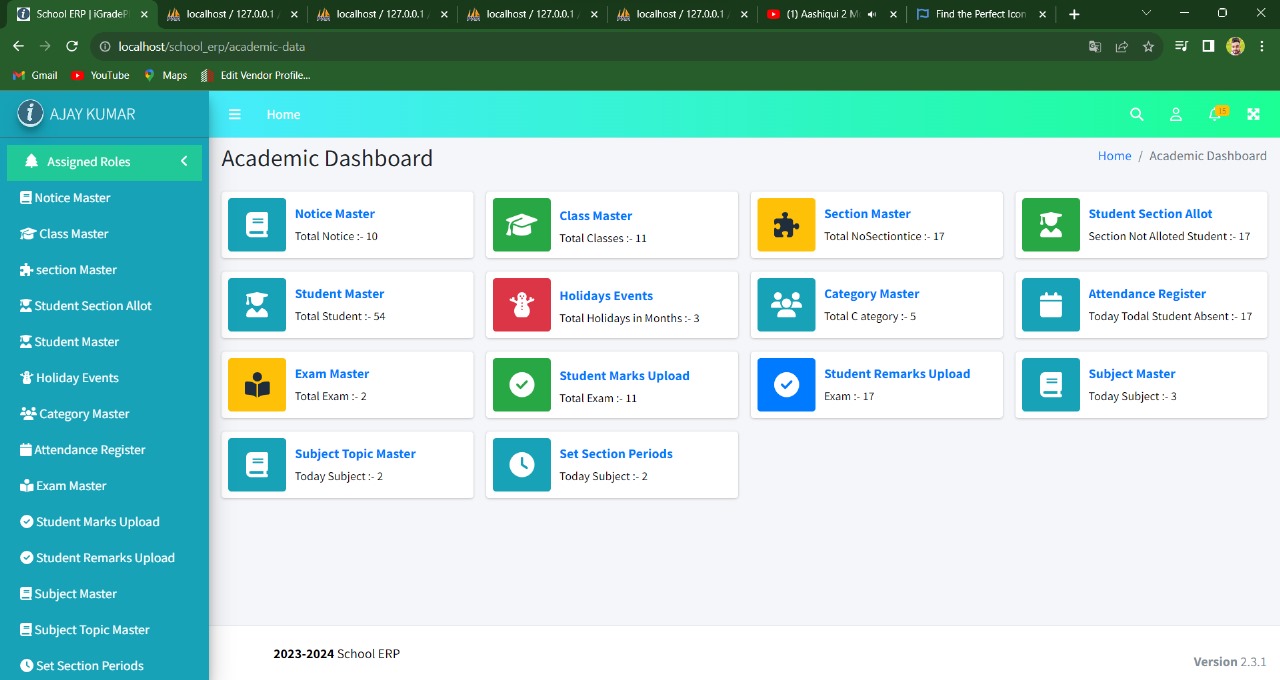 School ERP | iGradeP
localhost / 127.0.0.1
localhost / 127.0.0.1
localhost / 127.0.0.1
localhost / 127.0.0.1
(1) Aashiqui 2 M
Find the Perfect Icon
localhost/school_erp/academic-data
Gmail
YouTube
Maps
Edit Vendor Profile...
AJAY KUMAR
Home
15
Assigned Roles
Notice Master
Class Master
section Master
Student Section Allot
Student Master
Holiday Events
Category Master
Attendance Register
Exam Master
Student Marks Upload
Student Remarks Upload
Subject Master
Subject Topic Master
Set Section Periods
Academic Dashboard
Home / Academic Dashboard
Notice Master
Total Notice :- 10
Class Master
Total Classes :- 11
Section Master
Total NoSectiontice :- 17
Student Section Allot
Section Not Alloted Student :- 17
Student Master
Total Student :- 54
Holidays Events
Total Holidays in Months :- 3
Category Master
Total C ategory :- 5
Attendance Register
Today Todal Student Absent :- 17
Exam Master
Total Exam :- 2
Student Marks Upload
Total Exam :- 11
Student Remarks Upload
Exam :- 17
Subject Master
Today Subject :- 3
Subject Topic Master
Today Subject :- 2
Set Section Periods
Today Subject :- 2
2023-2024 School ERP
Version 2.3.1